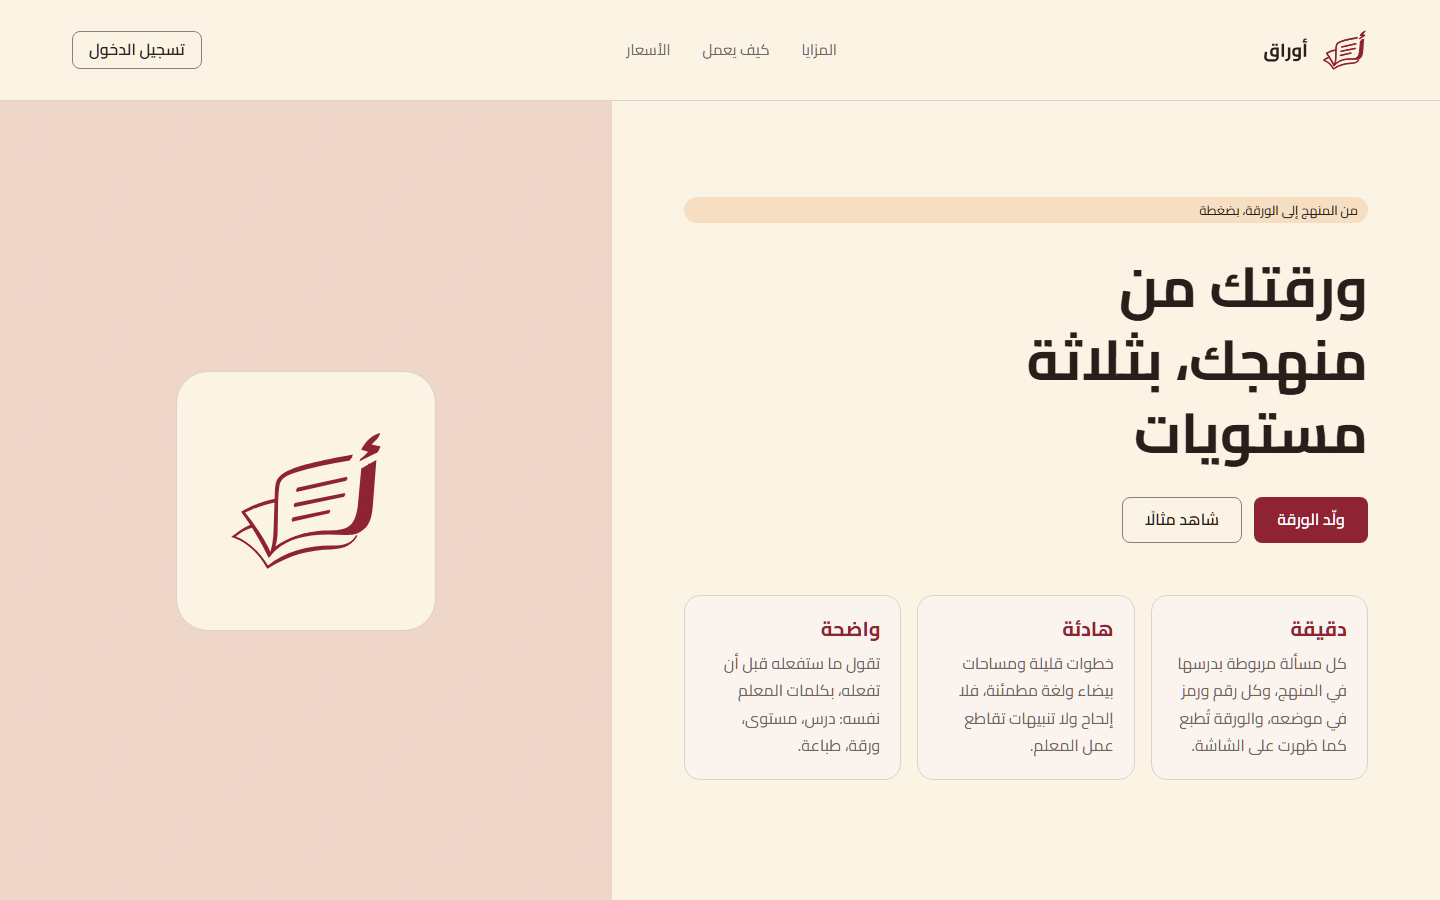 أوراق
المزايا
كيف يعمل
الأسعار
تسجيل الدخول
من المنهج إلى الورقة، بضغطة
ورقتك من
منهجك، بثلاثة
مستويات
ولّد الورقة
شاهد مثالًا
دقيقة
كل مسألة مربوطة بدرسها
في المنهج، وكل رقم ورمز
في موضعه، والورقة تُطبع
كما ظهرت على الشاشة.
هادئة
خطوات قليلة ومساحات
بيضاء ولغة مطمئنة، فلا
إلحاح ولا تنبيهات تقاطع
عمل المعلم.
واضحة
تقول ما ستفعله قبل أن
تفعله، بكلمات المعلم
نفسه: درس، مستوى،
ورقة، طباعة.